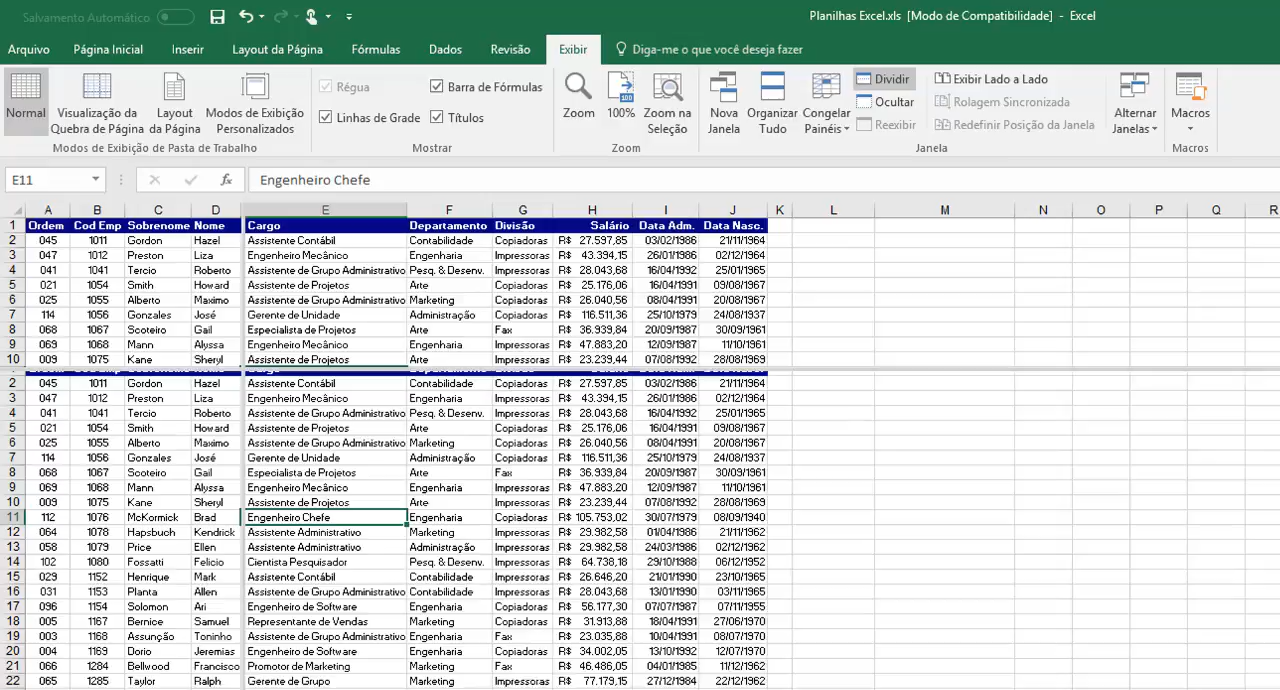 Salvamento Automático
Planilhas Excel.xls [Modo de Compatibilidade] - Excel
Arquivo Página Inicial Inserir Layout da Página Fórmulas Dados Revisão Exibir Diga-me o que você deseja fazer
Normal Visualização da Quebra de Página Layout da Página Modos de Exibição Personalizados
Régua Barra de Fórmulas
Linhas de Grade Títulos
Zoom 100% Zoom na Seleção
Nova Janela Organizar Tudo Congelar Painéis Dividir Ocultar Reexibir
Exibir Lado a Lado
Rolagem Sincronizada
Redefinir Posição da Janela
Alternar Janelas Macros
Modos de Exibição de Pasta de Trabalho Mostrar Zoom Janela Macros
E11 fx Engenheiro Chefe
A B C D E F G H I J K L M N O P Q R
1 Ordem Cod Emp Sobrenome Nome Cargo Departamento Divisão Salário Data Adm. Data Nasc.
2 045 1011 Gordon Hazel Assistente Contábil Contabilidade Copiadoras R$ 27.597,85 03/02/1986 21/11/1964
3 047 1012 Preston Liza Engenheiro Mecânico Engenharia Impressoras R$ 43.394,15 26/01/1986 02/12/1964
4 041 1041 Tercio Roberto Assistente de Grupo Administrativo Pesq. & Desenv. Impressoras R$ 28.043,68 16/04/1992 25/01/1965
5 021 1054 Smith Howard Assistente de Projetos Arte Copiadoras R$ 25.176,06 16/04/1991 09/08/1967
6 025 1055 Alberto Maximo Assistente de Grupo Administrativo Marketing Copiadoras R$ 26.040,56 08/04/1991 20/08/1967
7 114 1056 Gonzales José Gerente de Unidade Administração Copiadoras R$ 116.511,36 25/10/1979 24/08/1937
8 068 1067 Scoteiro Gail Especialista de Projetos Arte Fax R$ 36.939,84 20/09/1987 30/09/1961
9 069 1068 Mann Alyssa Engenheiro Mecânico Engenharia Impressoras R$ 47.883,20 12/09/1987 11/10/1961
10 009 1075 Kane Sheryl Assistente de Projetos Arte Impressoras R$ 23.239,44 07/08/1992 28/08/1969
2 045 1011 Gordon Hazel Assistente Contábil Contabilidade Copiadoras R$ 27.597,85 03/02/1986 21/11/1964
3 047 1012 Preston Liza Engenheiro Mecânico Engenharia Impressoras R$ 43.394,15 26/01/1986 02/12/1964
4 041 1041 Tercio Roberto Assistente de Grupo Administrativo Pesq. & Desenv. Impressoras R$ 28.043,68 16/04/1992 25/01/1965
5 021 1054 Smith Howard Assistente de Projetos Arte Copiadoras R$ 25.176,06 16/04/1991 09/08/1967
6 025 1055 Alberto Maximo Assistente de Grupo Administrativo Marketing Copiadoras R$ 26.040,56 08/04/1991 20/08/1967
7 114 1056 Gonzales José Gerente de Unidade Administração Copiadoras R$ 116.511,36 25/10/1979 24/08/1937
8 068 1067 Scoteiro Gail Especialista de Projetos Arte Fax R$ 36.939,84 20/09/1987 30/09/1961
9 069 1068 Mann Alyssa Engenheiro Mecânico Engenharia Impressoras R$ 47.883,20 12/09/1987 11/10/1961
10 009 1075 Kane Sheryl Assistente de Projetos Arte Impressoras R$ 23.239,44 07/08/1992 28/08/1969
11 112 1076 McKormick Brad Engenheiro Chefe Engenharia Copiadoras R$ 105.753,02 30/07/1979 08/09/1940
12 064 1078 Hapsbuch Kendrick Assistente Administrativo Marketing Impressoras R$ 29.982,58 01/04/1986 21/11/1962
13 058 1079 Price Ellen Assistente Administrativo Administração Impressoras R$ 29.982,58 24/03/1986 02/12/1962
14 102 1080 Fossatti Felicio Cientista Pesquisador Pesq. & Desenv. Impressoras R$ 64.738,18 29/10/1988 06/12/1952
15 029 1152 Henrique Mark Assistente Contábil Contabilidade Impressoras R$ 26.646,20 21/01/1990 23/10/1965
16 031 1153 Planta Allen Assistente de Grupo Administrativo Contabilidade Impressoras R$ 28.043,68 13/01/1990 03/11/1965
17 096 1154 Solomon Ari Engenheiro de Software Engenharia Copiadoras R$ 56.177,30 07/07/1987 07/11/1955
18 005 1167 Bernice Samuel Representante de Vendas Marketing Copiadoras R$ 31.913,88 18/04/1991 27/06/1970
19 003 1168 Assunção Toninho Assistente de Grupo Administrativo Engenharia Fax R$ 23.035,88 10/04/1991 08/07/1970
20 004 1169 Dorio Jeremias Engenheiro de Software Engenharia Copiadoras R$ 34.002,05 13/10/1992 12/07/1970
21 066 1284 Bellwood Francisco Promotor de Marketing Marketing Fax R$ 46.486,05 04/01/1985 11/12/1962
22 065 1285 Taylor Ralph Gerente de Grupo Marketing Copiadoras R$ 77.179,15 27/12/1984 22/12/1962